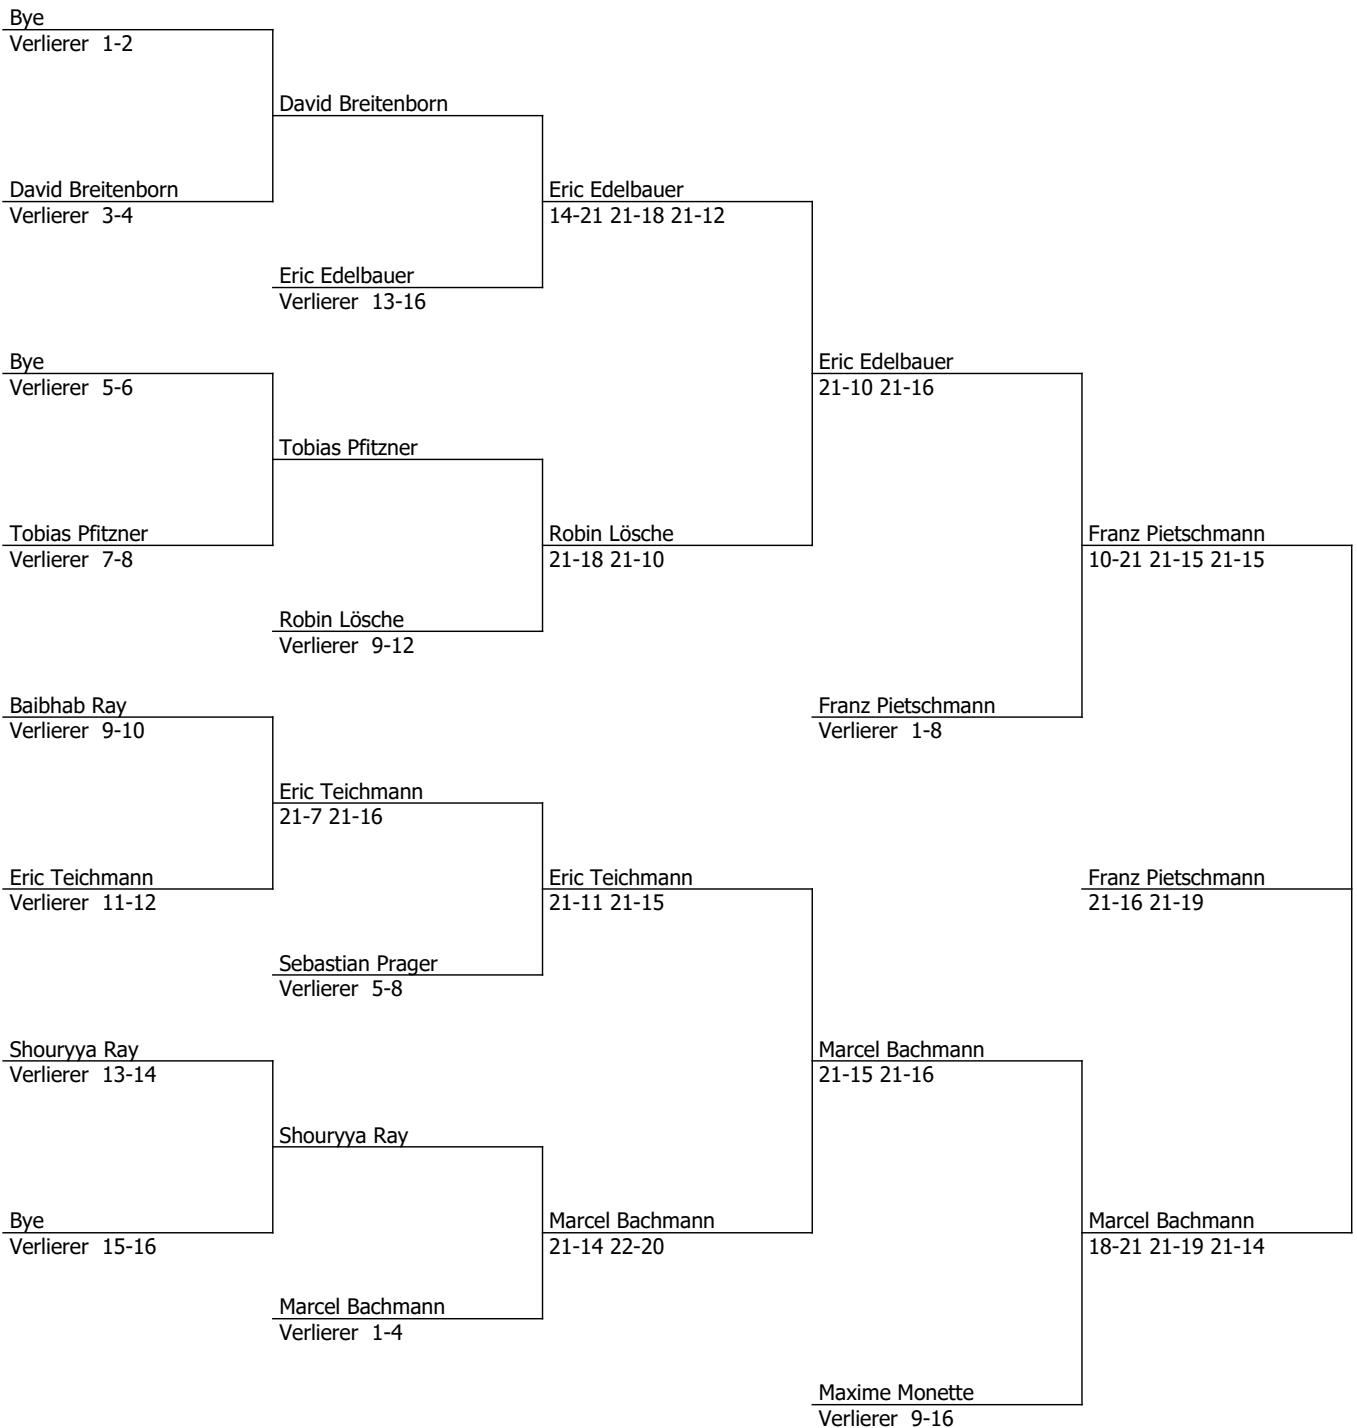 Bye
Verlierer 1-2
David Breitenborn
David Breitenborn
Verlierer 3-4
Eric Edelbauer
14-21 21-18 21-12
Eric Edelbauer
Verlierer 13-16
Bye
Verlierer 5-6
Eric Edelbauer
21-10 21-16
Tobias Pfitzner
Tobias Pfitzner
Verlierer 7-8
Robin Lösche
21-18 21-10
Franz Pietschmann
10-21 21-15 21-15
Robin Lösche
Verlierer 9-12
Baibhab Ray
Verlierer 9-10
Franz Pietschmann
Verlierer 1-8
Eric Teichmann
21-7 21-16
Eric Teichmann
Verlierer 11-12
Eric Teichmann
21-11 21-15
Franz Pietschmann
21-16 21-19
Sebastian Prager
Verlierer 5-8
Shouryya Ray
Verlierer 13-14
Marcel Bachmann
21-15 21-16
Shouryya Ray
Bye
Verlierer 15-16
Marcel Bachmann
21-14 22-20
Marcel Bachmann
18-21 21-19 21-14
Marcel Bachmann
Verlierer 1-4
Maxime Monette
Verlierer 9-16